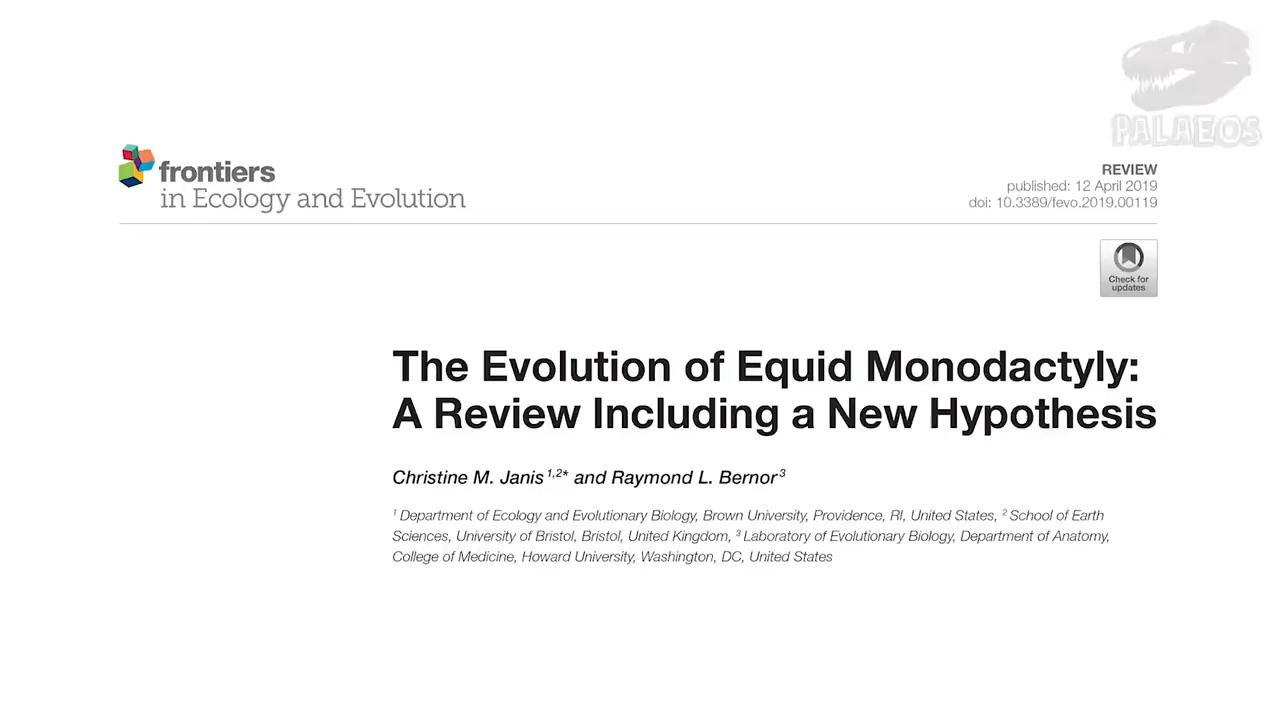 PALAEOS
frontiers
in Ecology and Evolution
REVIEW
published: 12 April 2019
doi: 10.3389/fevo.2019.00119
Check for
updates
The Evolution of Equid Monodactyly:
A Review Including a New Hypothesis
Christine M. Janis 1,2* and Raymond L. Bernor 3
1 Department of Ecology and Evolutionary Biology, Brown University, Providence, RI, United States, 2 School of Earth
Sciences, University of Bristol, Bristol, United Kingdom, 3 Laboratory of Evolutionary Biology, Department of Anatomy,
College of Medicine, Howard University, Washington, DC, United States